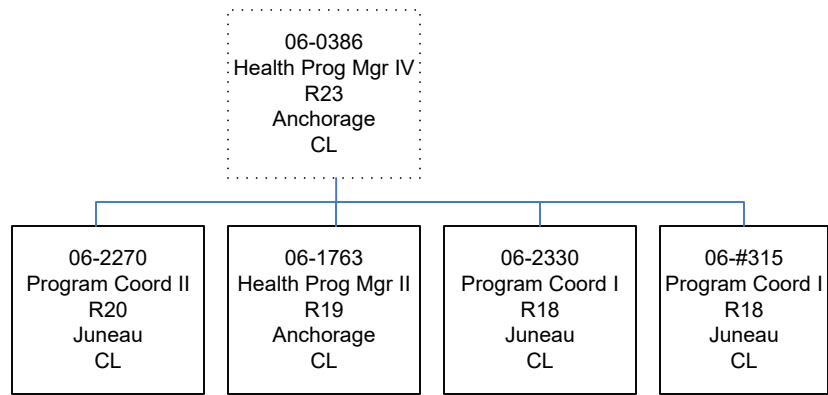 06-0386
Health Prog Mgr IV
R23
Anchorage
CL
06-2270
Program Coord II
R20
Juneau
CL
06-1763
Health Prog Mgr II
R19
Anchorage
CL
06-2330
Program Coord I
R18
Juneau
CL
06-#315
Program Coord I
R18
Juneau
CL